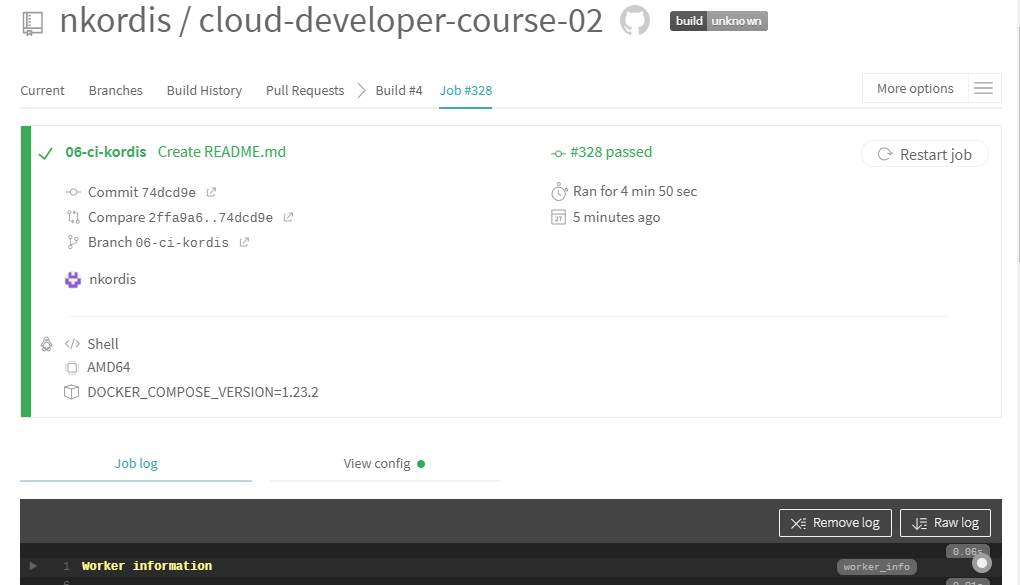 nkordis / cloud-developer-course-02 build unknown
Current Branches Build History Pull Requests Build #4 Job #328 More options
06-ci-kordis Create README.md #328 passed Restart job
Commit 74dcd9e Ran for 4 min 50 sec
Compare 2ffa9a6..74dcd9e 5 minutes ago
Branch 06-ci-kordis
nkordis
</> Shell
AMD64
DOCKER_COMPOSE_VERSION=1.23.2
Job log View config
Remove log Raw log
0.06s
1 Worker information worker_info